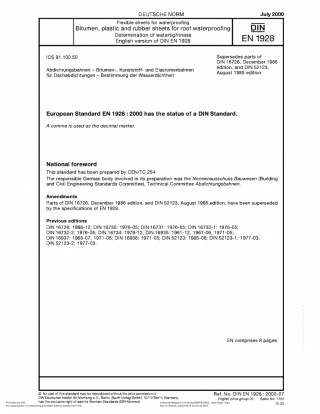 DEUTSCHE NORM
July 2000
Flexible sheets for waterproofing
Bitumen, plastic and rubber sheets for roof waterproofing
Determination of watertightness
English version of DIN EN 1928
DIN
EN 1928
ICS 91.100.50
Supersedes parts of
DIN 16726, December 1986
edition, and DIN 52123,
August 1985 edition.
Abdichtungsbahnen – Bitumen-, Kunststoff- und Elastomerbahnen
für Dachabdichtungen – Bestimmung der Wasserdichtheit
European Standard EN 1928 : 2000 has the status of a DIN Standard.
A comma is used as the decimal marker.
National foreword
This standard has been prepared by CEN/TC 254.
The responsible German body involved in its preparation was the Normenausschuss Bauwesen (Building
and Civil Engineering Standards Committee), Technical Committee Abdichtungsbahnen.
Amendments
Parts of DIN 16726, December 1986 edition, and DIN 52123, August 1985 edition, have been superseded
by the specifications of EN 1928.
Previous editions
DIN 16726: 1986-12; DIN 16730: 1976-05; DIN 16731: 1976-05; DIN 16732-1: 1976-05;
DIN 16732-2: 1976-05; DIN 16734: 1979-12; DIN 16935: 1961-12, 1967-06, 1971-05;
DIN 16937: 1968-07, 1971-05; DIN 16938: 1971-05; DIN 52123: 1985-08; DIN 52123-1: 1977-03;
DIN 52123-2: 1977-03.
EN comprises 8 pages.
© No part of this standard may be reproduced without the prior permission of
DIN Deutsches Institut für Normung e.V., Berlin. Beuth Verlag GmbH, 10772 Berlin, Germany,
has the exclusive right of sale for German Standards (DIN-Normen).
Ref. No. DIN EN 1928 : 2000-07
English price group 07 Sales No. 1107